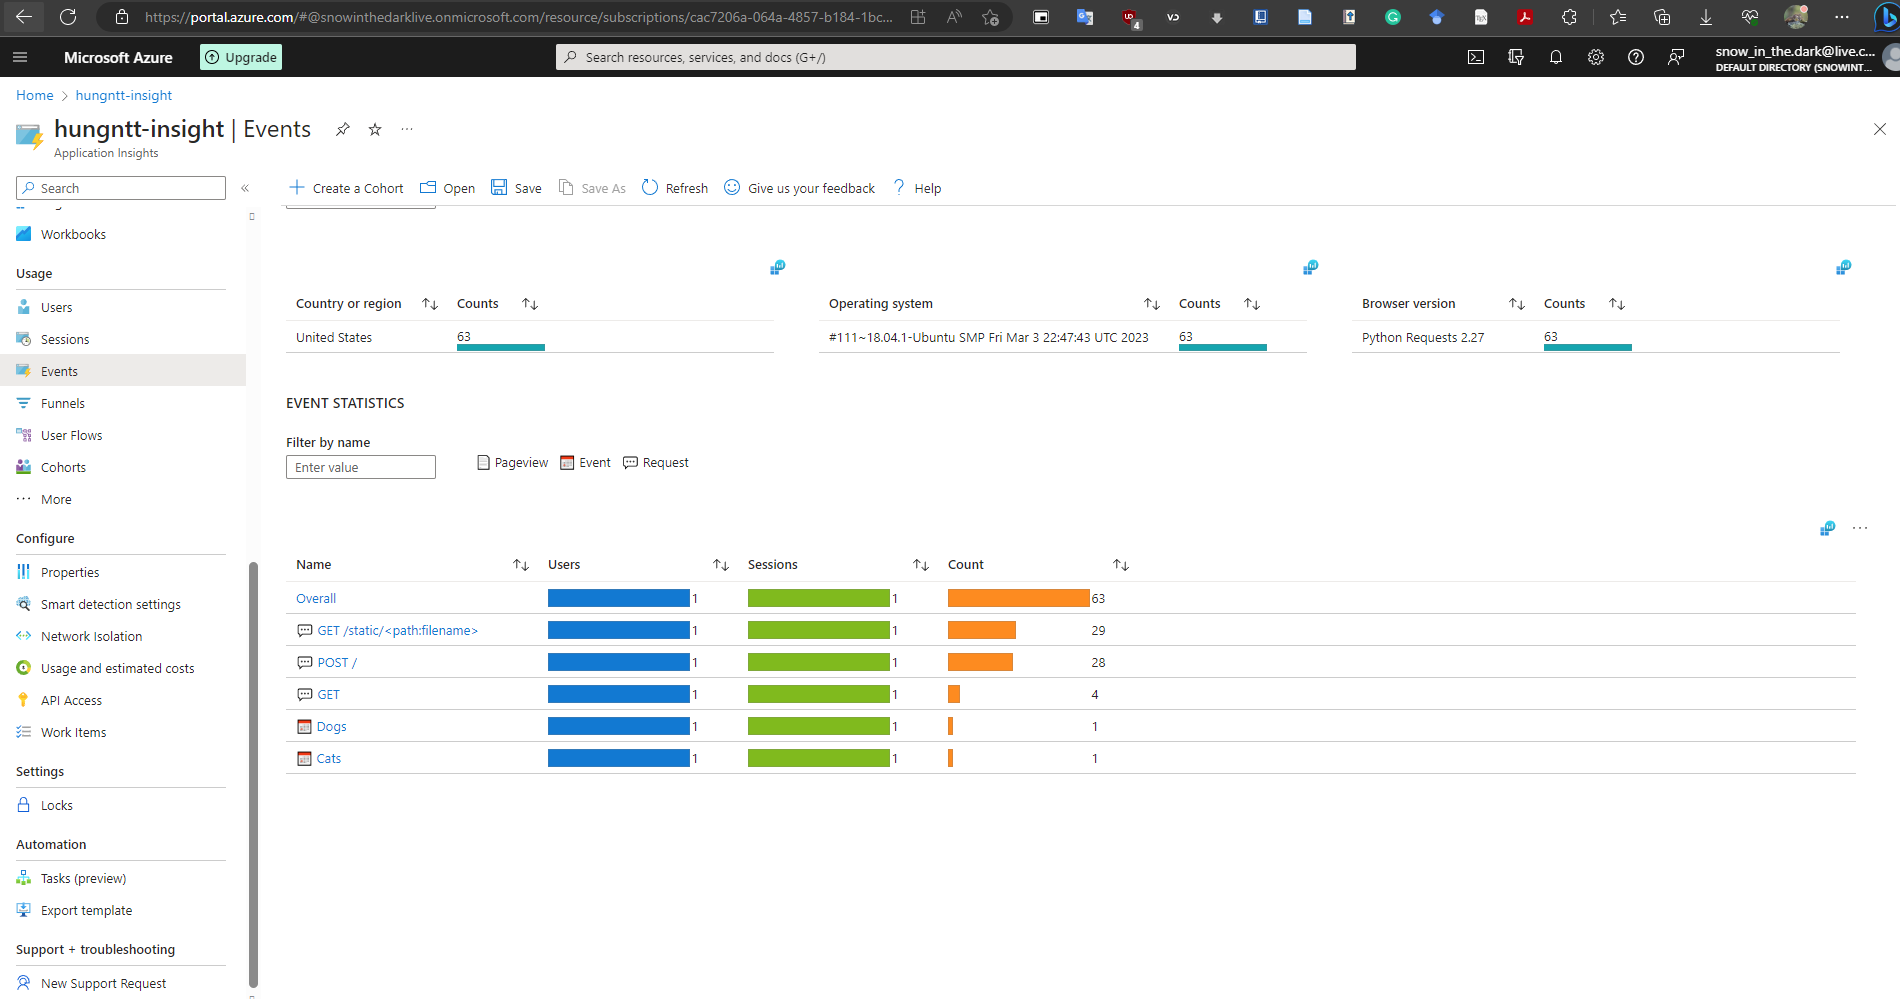 https://portal.azure.com/#@snowinthedarklive.onmicrosoft.com/resource/subscriptions/cac7206a-064a-4857-b184-1bc...
4
Microsoft Azure
Upgrade
Search resources, services, and docs (G+/)
snow_in_the.dark@live.c...
DEFAULT DIRECTORY (SNOWINT...
Home > hungntt-insight
hungntt-insight | Events
Application Insights
Search
Create a Cohort Open Save Save As Refresh Give us your feedback Help
Workbooks
Usage
Users
Sessions
Events
Funnels
User Flows
Cohorts
More
Configure
Properties
Smart detection settings
Network Isolation
Usage and estimated costs
API Access
Work Items
Settings
Locks
Automation
Tasks (preview)
Export template
Support + troubleshooting
New Support Request
Country or region Counts
United States 63
Operating system Counts
#111~18.04.1-Ubuntu SMP Fri Mar 3 22:47:43 UTC 2023 63
Browser version Counts
Python Requests 2.27 63
EVENT STATISTICS
Filter by name
Enter value
Pageview Event Request
Name Users Sessions Count
Overall 1 1 63
GET /static/<path:filename> 1 1 29
POST / 1 1 28
GET 1 1 4
Dogs 1 1 1
Cats 1 1 1